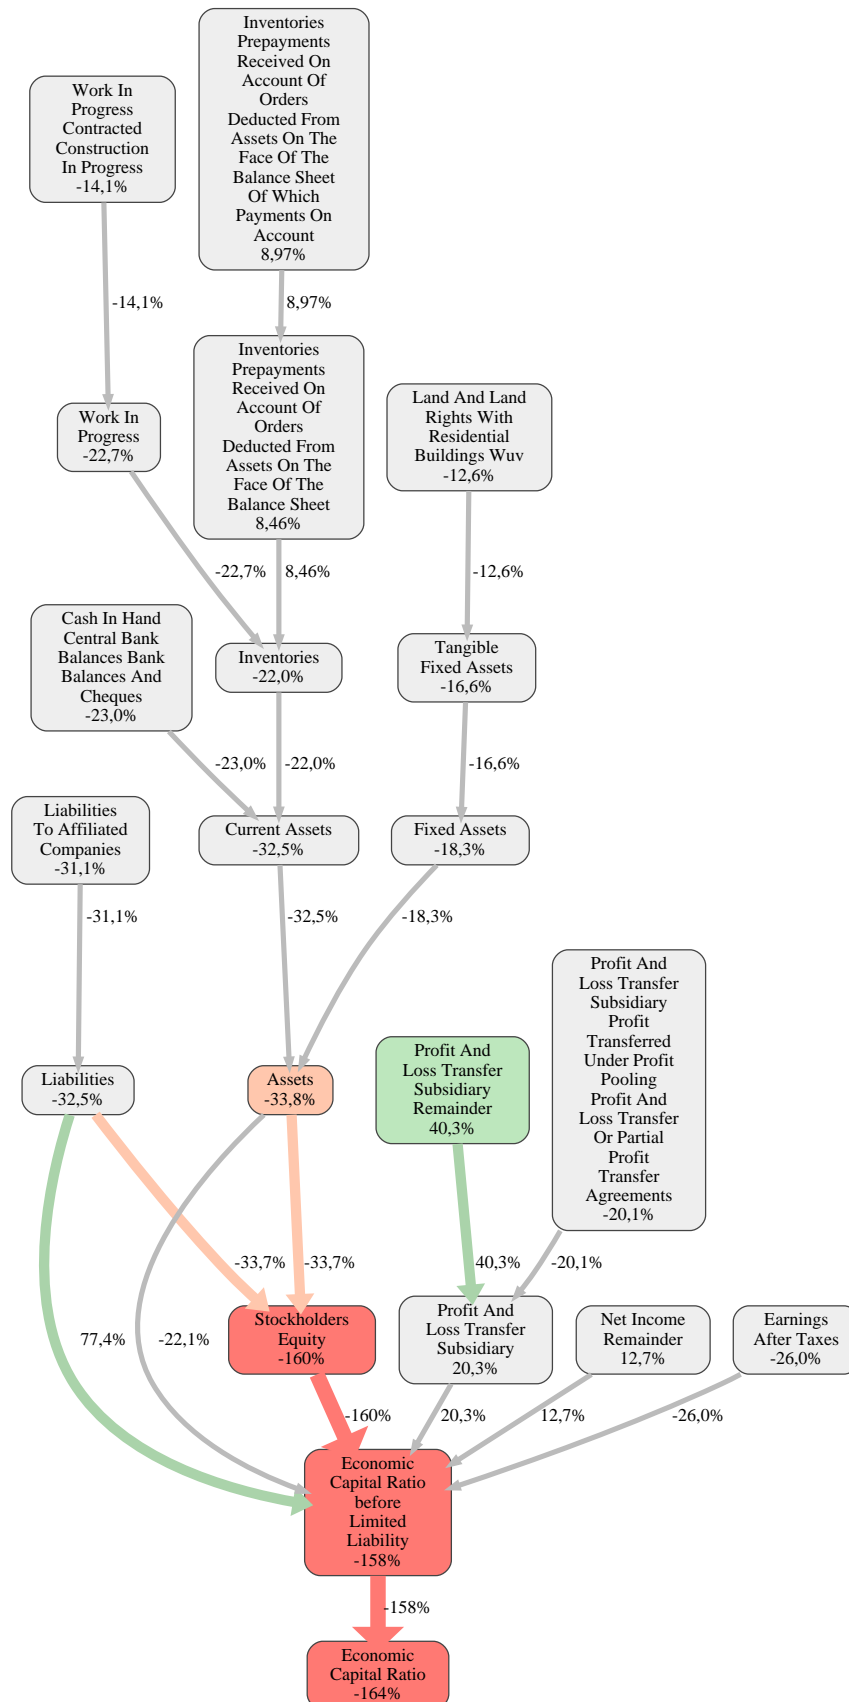 Inventories
Prepayments
Received On
Account Of
Orders
Deducted From
Assets On The
Face Of The
Balance Sheet
Of Which
Payments On
Account
8,97%
Work In
Progress
Contracted
Construction
In Progress
-14,1%
-14,1%
8,97%
Inventories
Prepayments
Received On
Account Of
Orders
Deducted From
Assets On The
Face Of The
Balance Sheet
8,46%
Land And Land
Rights With
Residential
Buildings Wuv
-12,6%
Work In
Progress
-22,7%
-22,7%
8,46%
-12,6%
Cash In Hand
Central Bank
Balances Bank
Balances And
Cheques
-23,0%
Inventories
-22,0%
Tangible
Fixed Assets
-16,6%
-23,0%
-22,0%
-16,6%
Liabilities
To Affiliated
Companies
-31,1%
Current Assets
-32,5%
Fixed Assets
-18,3%
-31,1%
-32,5%
-18,3%
Profit And
Loss Transfer
Subsidiary
Profit
Transferred
Under Profit
Pooling
Profit And
Loss Transfer
Or Partial
Profit
Transfer
Agreements
-20,1%
Liabilities
-32,5%
Assets
-33,8%
Profit And
Loss Transfer
Subsidiary
Remainder
40,3%
-33,7%
-33,7%
40,3%
-20,1%
77,4%
-22,1%
Stockholders
Equity
-160%
Profit And
Loss Transfer
Subsidiary
20,3%
Net Income
Remainder
12,7%
Earnings
After Taxes
-26,0%
-160%
20,3%
12,7%
-26,0%
Economic
Capital Ratio
before
Limited
Liability
-158%
-158%
Economic
Capital Ratio
-164%